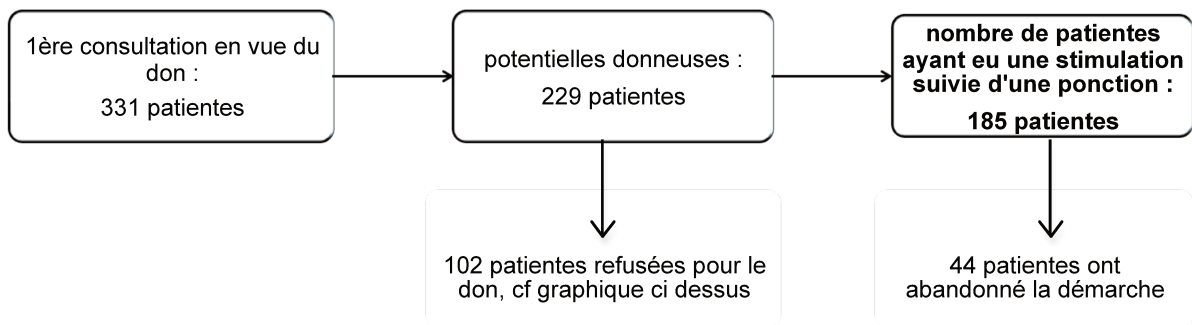 1ère consultation en vue du
don :
331 patientes
potentielles donneuses :
229 patientes
nombre de patientes
ayant eu une stimulation
suivie d'une ponction :
185 patientes
102 patientes refusées pour le
don, cf graphique ci dessus
44 patientes ont
abandonné la démarche